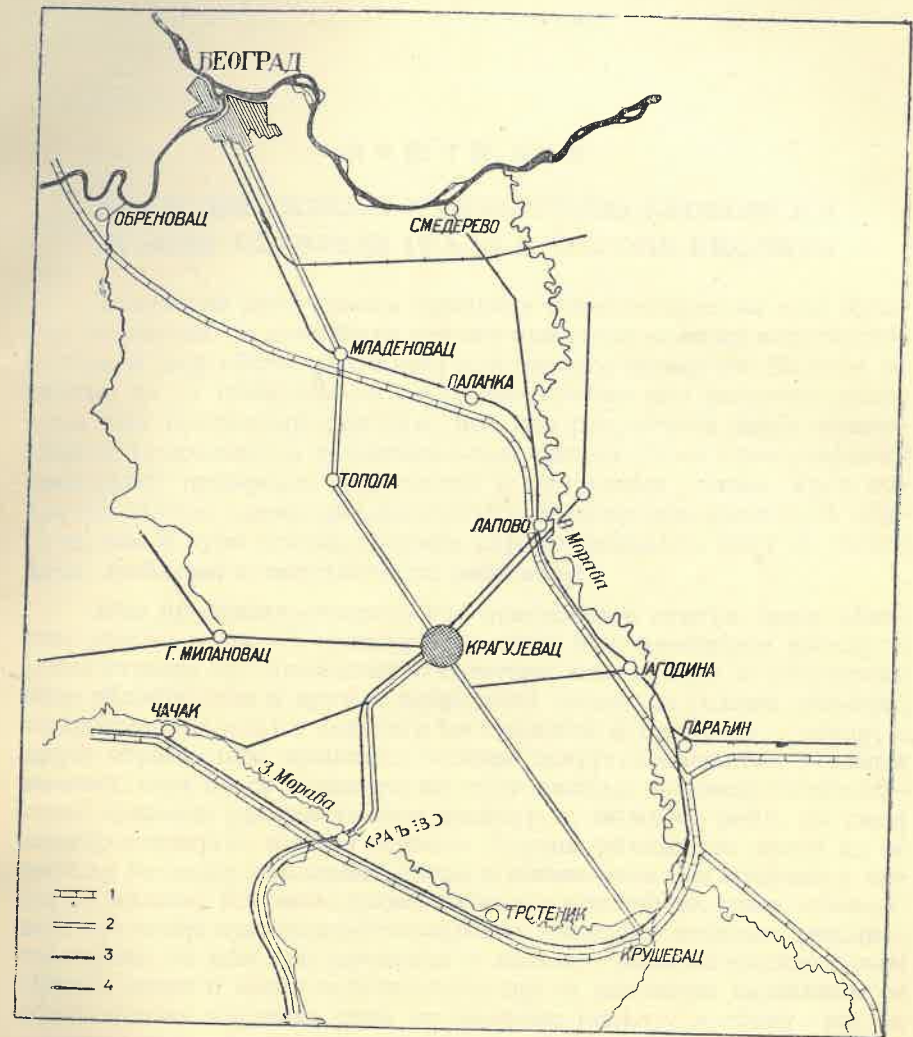 БЕОГРАД
ОБРЕНОВАЦ
СМЕДЕРЕВО
МЛАДЕНОВАЦ
ПАЛАНКА
ТОПОЛА
ЛАПОВО
В. Морава
Г. МИЛАНОВАЦ
КРАГУЈЕВАЦ
ЈАГОДИНА
ЧАЧАК
ПАРАЋИН
З. Морава
КРАЉЕВО
ТРСТЕНИК
КРУШЕВАЦ
1
2
3
4